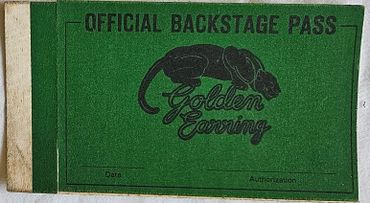 OFFICIAL BACKSTAGE PASS
Golden
Earring
Date
Authorization